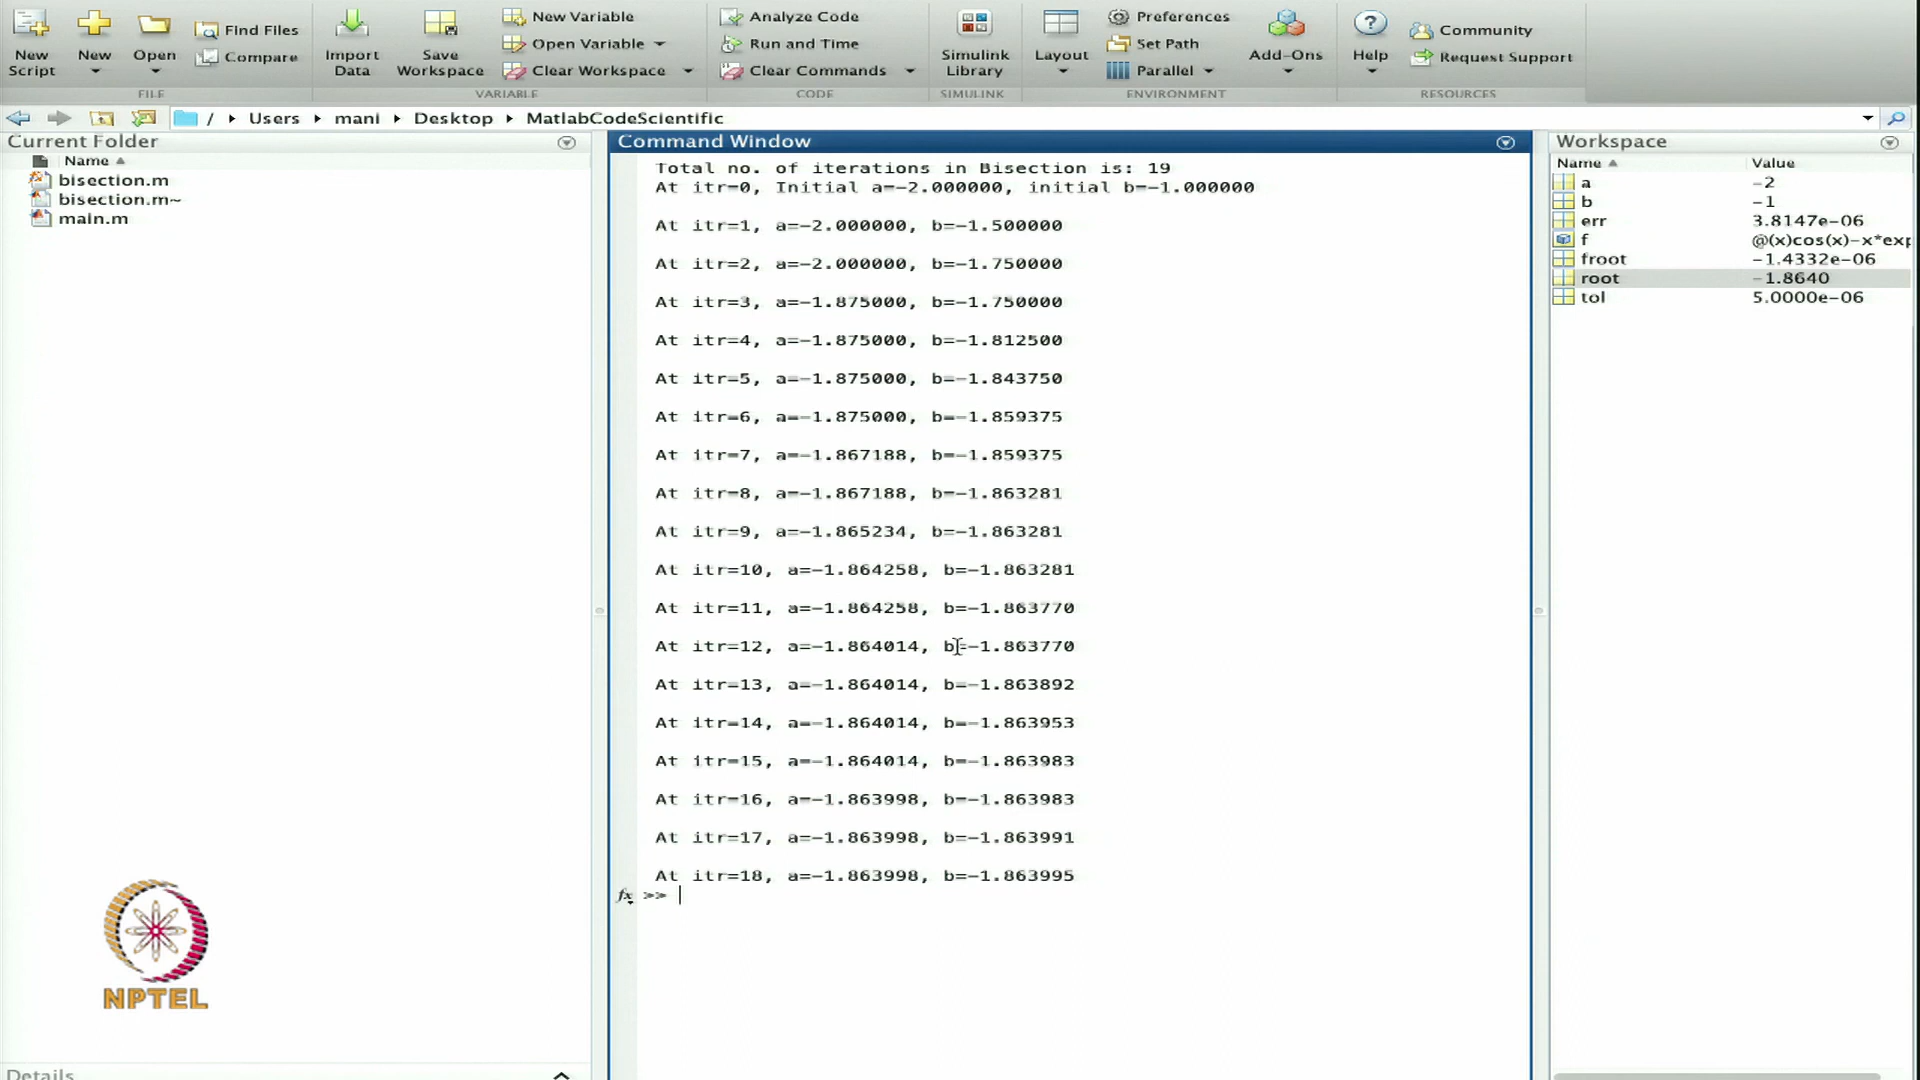 New Script
New
Open
Find Files
Compare
Import Data
Save Workspace
New Variable
Open Variable
Clear Workspace
Analyze Code
Run and Time
Clear Commands
Simulink Library
Layout
Preferences
Set Path
Parallel
Add-Ons
Help
Community
Request Support
FILE
VARIABLE
CODE
SIMULINK
ENVIRONMENT
RESOURCES
/ Users mani Desktop MatlabCodeScientific
Current Folder
Name
bisection.m
bisection.m~
main.m
Details
Command Window
Total no. of iterations in Bisection is: 19
At itr=0, Initial a=-2.000000, initial b=-1.000000
At itr=1, a=-2.000000, b=-1.500000
At itr=2, a=-2.000000, b=-1.750000
At itr=3, a=-1.875000, b=-1.750000
At itr=4, a=-1.875000, b=-1.812500
At itr=5, a=-1.875000, b=-1.843750
At itr=6, a=-1.875000, b=-1.859375
At itr=7, a=-1.867188, b=-1.859375
At itr=8, a=-1.867188, b=-1.863281
At itr=9, a=-1.865234, b=-1.863281
At itr=10, a=-1.864258, b=-1.863281
At itr=11, a=-1.864258, b=-1.863770
At itr=12, a=-1.864014, b=-1.863770
At itr=13, a=-1.864014, b=-1.863892
At itr=14, a=-1.864014, b=-1.863953
At itr=15, a=-1.864014, b=-1.863983
At itr=16, a=-1.863998, b=-1.863983
At itr=17, a=-1.863998, b=-1.863991
At itr=18, a=-1.863998, b=-1.863995
fx >>
Workspace
Name Value
a -2
b -1
err 3.8147e-06
f @(x)cos(x)-x*exp
froot -1.4332e-06
root -1.8640
tol 5.0000e-06
NPTEL